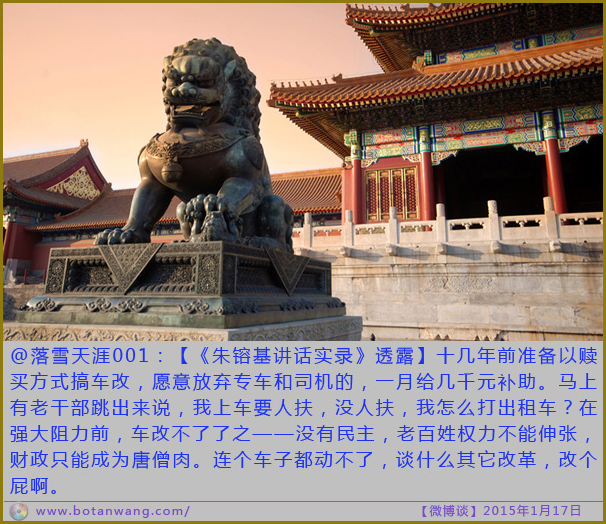 @落雪天涯001：【《朱镕基讲话实录》透露】十几年前准备以赎
买方式搞车改，愿意放弃专车和司机的，一月给几千元补助。马上
有老干部跳出来说，我上车要人扶，没人扶，我怎么打出租车？在
强大阻力前，车改不了了之——没有民主，老百姓权力不能伸张，
财政只能成为唐僧肉。连个车子都动不了，谈什么其它改革，改个
屁啊。
www.botanwang.com/
【微博谈】2015年1月17日